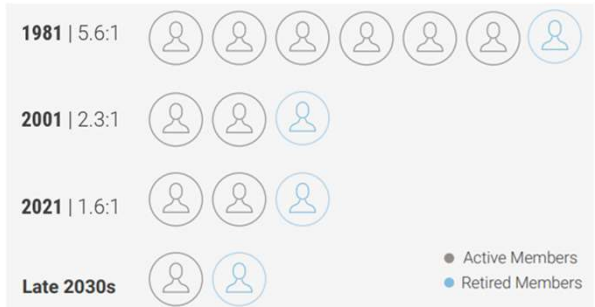 1981 | 5.6:1
2001 | 2.3:1
2021 | 1.6:1
Late 2030s
Active Members
Retired Members